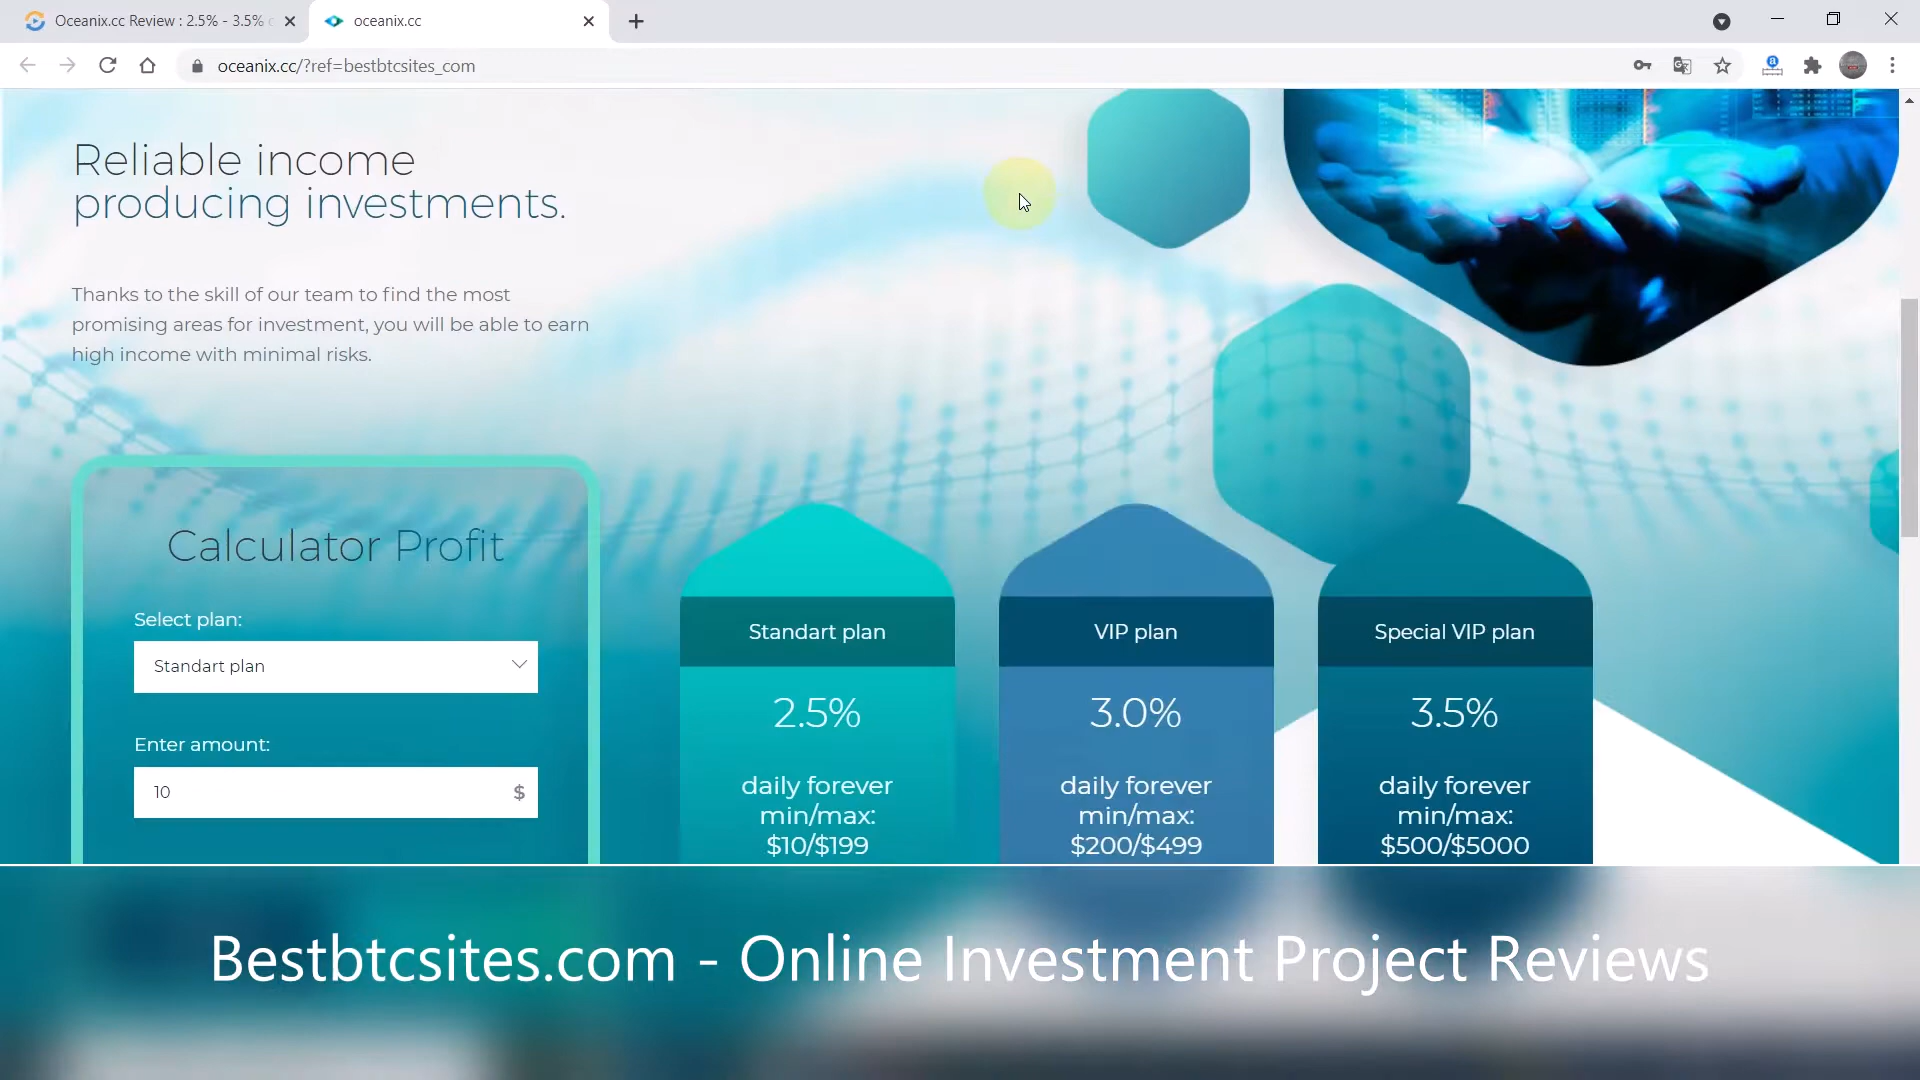 Oceanix.cc Review : 2.5% - 3.5%
oceanix.cc
oceanix.cc/?ref=bestbtcsites_com
Reliable income
producing investments.
Thanks to the skill of our team to find the most
promising areas for investment, you will be able to earn
high income with minimal risks.
Calculator Profit
Select plan:
Standart plan
Enter amount:
10 $
Standart plan
2.5%
daily forever
min/max:
$10/$199
VIP plan
3.0%
daily forever
min/max:
$200/$499
Special VIP plan
3.5%
daily forever
min/max:
$500/$5000
Bestbtcsites.com - Online Investment Project Reviews